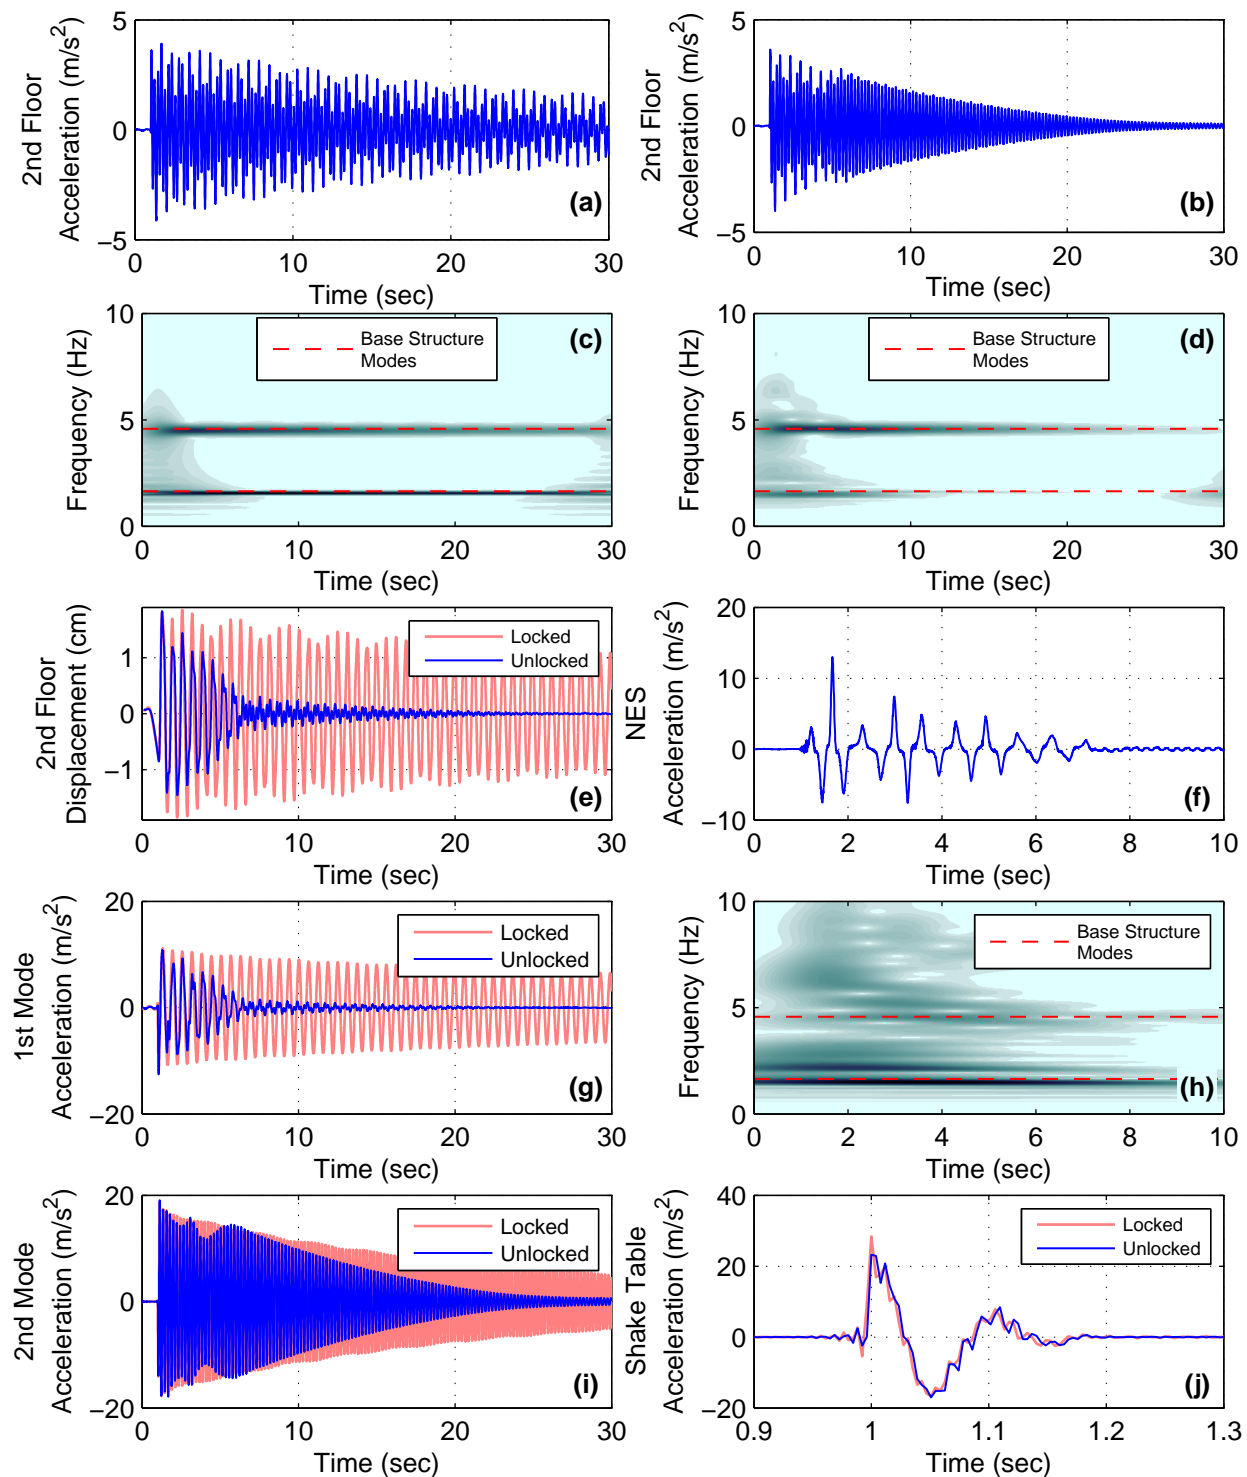 2nd Floor
Acceleration (m/s²)
5
0
−5
0
10
20
30
Time (sec)
(a)
2nd Floor
Acceleration (m/s²)
5
0
−5
0
10
20
30
Time (sec)
(b)
Frequency (Hz)
10
5
0
0
10
20
30
Time (sec)
Base Structure
Modes
(c)
Frequency (Hz)
10
5
0
0
10
20
30
Time (sec)
Base Structure
Modes
(d)
2nd Floor
Displacement (cm)
1
0
−1
0
10
20
30
Time (sec)
Locked
Unlocked
(e)
NES
Acceleration (m/s²)
20
10
0
−10
0
2
4
6
8
10
Time (sec)
(f)
1st Mode
Acceleration (m/s²)
20
0
−20
0
10
20
30
Time (sec)
Locked
Unlocked
(g)
Frequency (Hz)
10
5
0
0
2
4
6
8
10
Time (sec)
Base Structure
Modes
(h)
2nd Mode
Acceleration (m/s²)
20
0
−20
0
10
20
30
Time (sec)
Locked
Unlocked
(i)
Shake Table
Acceleration (m/s²)
40
20
0
−20
0.9
1
1.1
1.2
1.3
Time (sec)
Locked
Unlocked
(j)